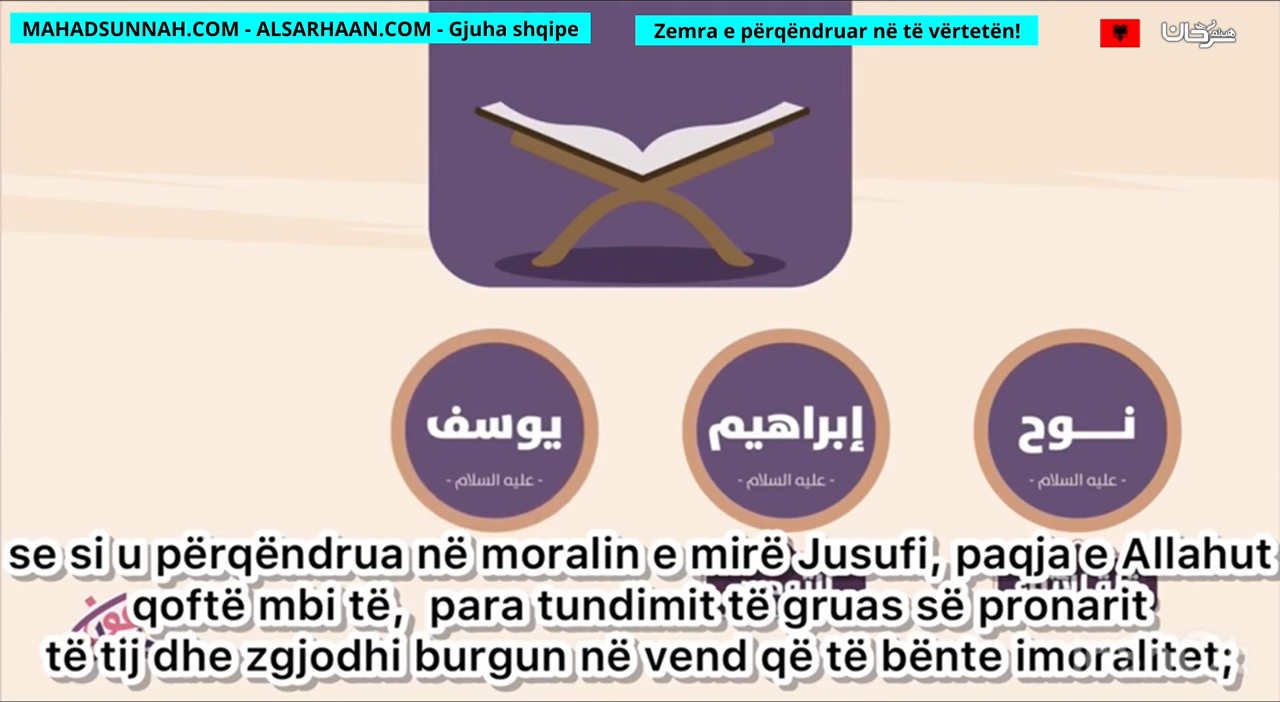 MAHADSUNNAH.COM - ALSARHAAN.COM - Gjuha shqipe
Zemra e përqëndruar në të vërtetën!
نــوح
- عليه السلام -
إبراهيم
- عليه السلام -
يوسف
- عليه السلام -
se si u përqëndrua në moralin e mirë Jusufi, paqja e Allahut
qoftë mbi të, para tundimit të gruas së pronarit
të tij dhe zgjodhi burgun në vend që të bënte imoralitet;